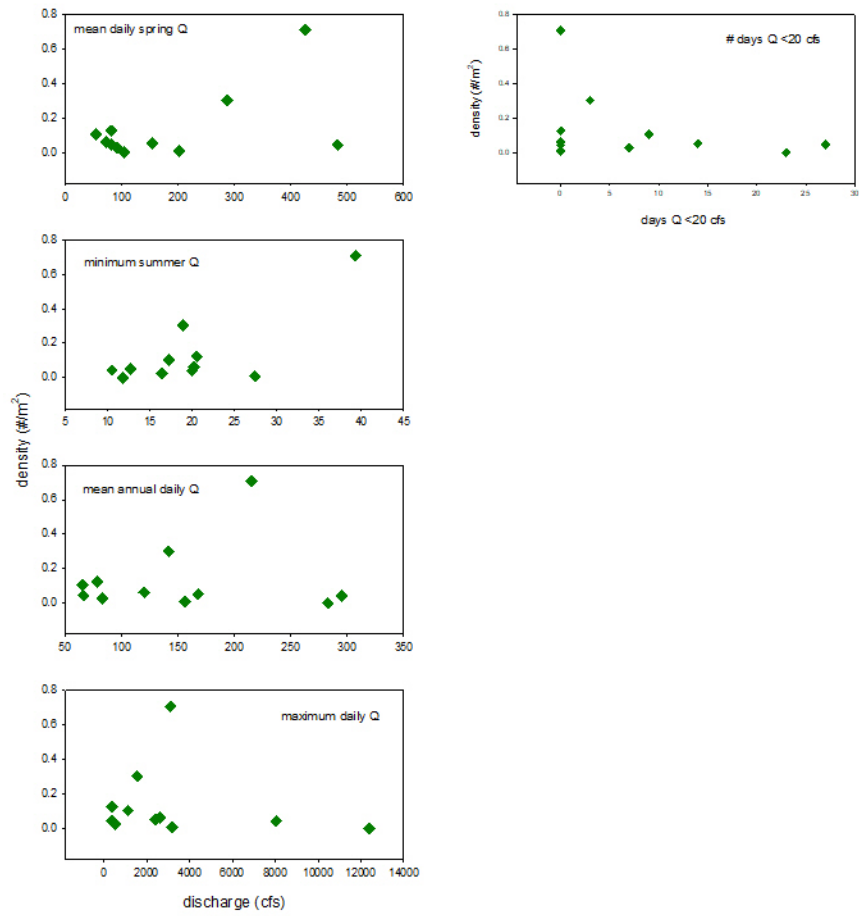 mean daily spring Q
0.8
0.6
0.4
0.2
0.0
0 100 200 300 400 500 600
# days Q <20 cfs
density (#/m²)
0.8
0.6
0.4
0.2
0.0
0 5 10 15 20 25 30
days Q <20 cfs
minimum summer Q
0.8
0.6
0.4
0.2
0.0
5 10 15 20 25 30 35 40 45
density (#/m²)
mean annual daily Q
0.8
0.6
0.4
0.2
0.0
50 100 150 200 250 300 350
maximum daily Q
0.8
0.6
0.4
0.2
0.0
0 2000 4000 6000 8000 10000 12000 14000
discharge (cfs)